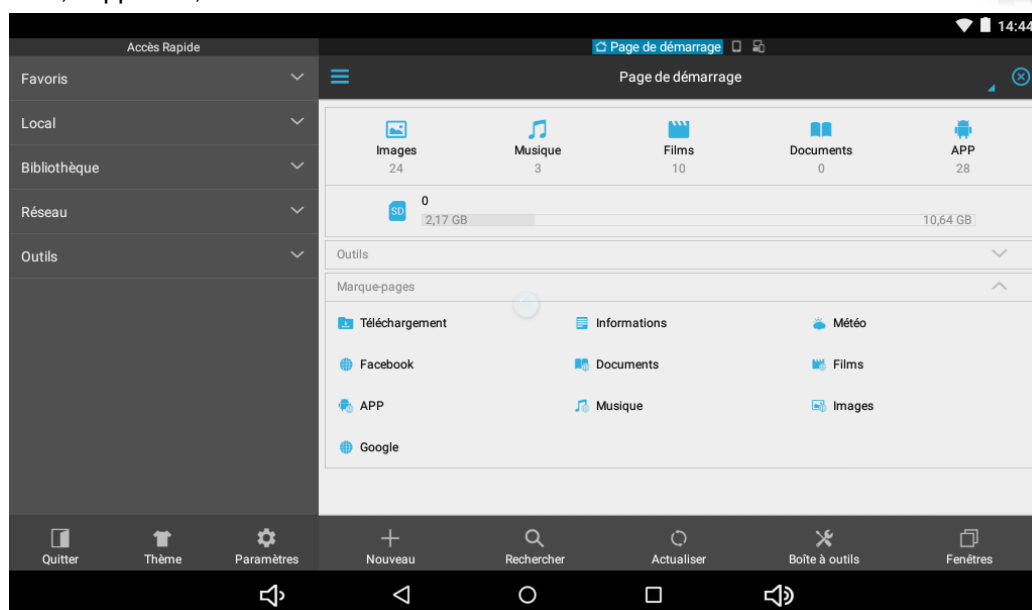 14:44
Accès Rapide
Page de démarrage
Favoris
Page de démarrage
Local
Bibliothèque
Réseau
Outils
Images
Musique
Films
Documents
APP
24
3
10
0
28
SD
0
2,17 GB
10,64 GB
Outils
Marque-pages
Téléchargement
Informations
Météo
Facebook
Documents
Films
APP
Musique
Images
Google
Quitter
Thème
Paramètres
Nouveau
Rechercher
Actualiser
Boîte à outils
Fenêtres